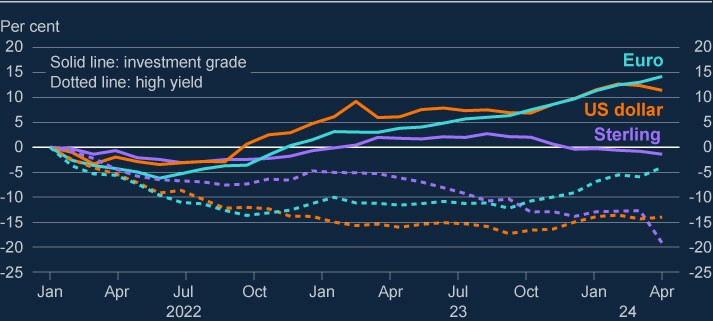 Per cent
20 20
15 15
10 10
5 5
0 0
-5 -5
-10 -10
-15 -15
-20 -20
-25 -25
Solid line: investment grade
Dotted line: high yield
Euro
US dollar
Sterling
Jan Apr Jul Oct Jan Apr Jul Oct Jan Apr
2022 23 24